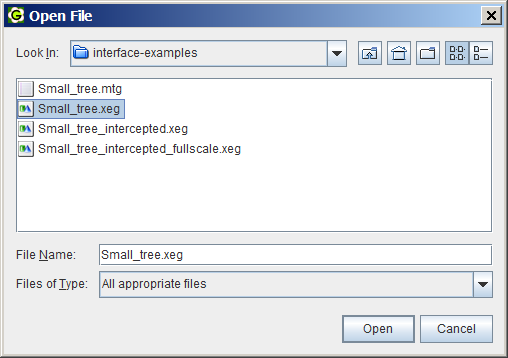 Open File
Look In: interface-examples
Small_tree.mtg
Small_tree.xeg
Small_tree_intercepted.xeg
Small_tree_intercepted_fullscale.xeg
File Name: Small_tree.xeg
Files of Type: All appropriate files
Open Cancel